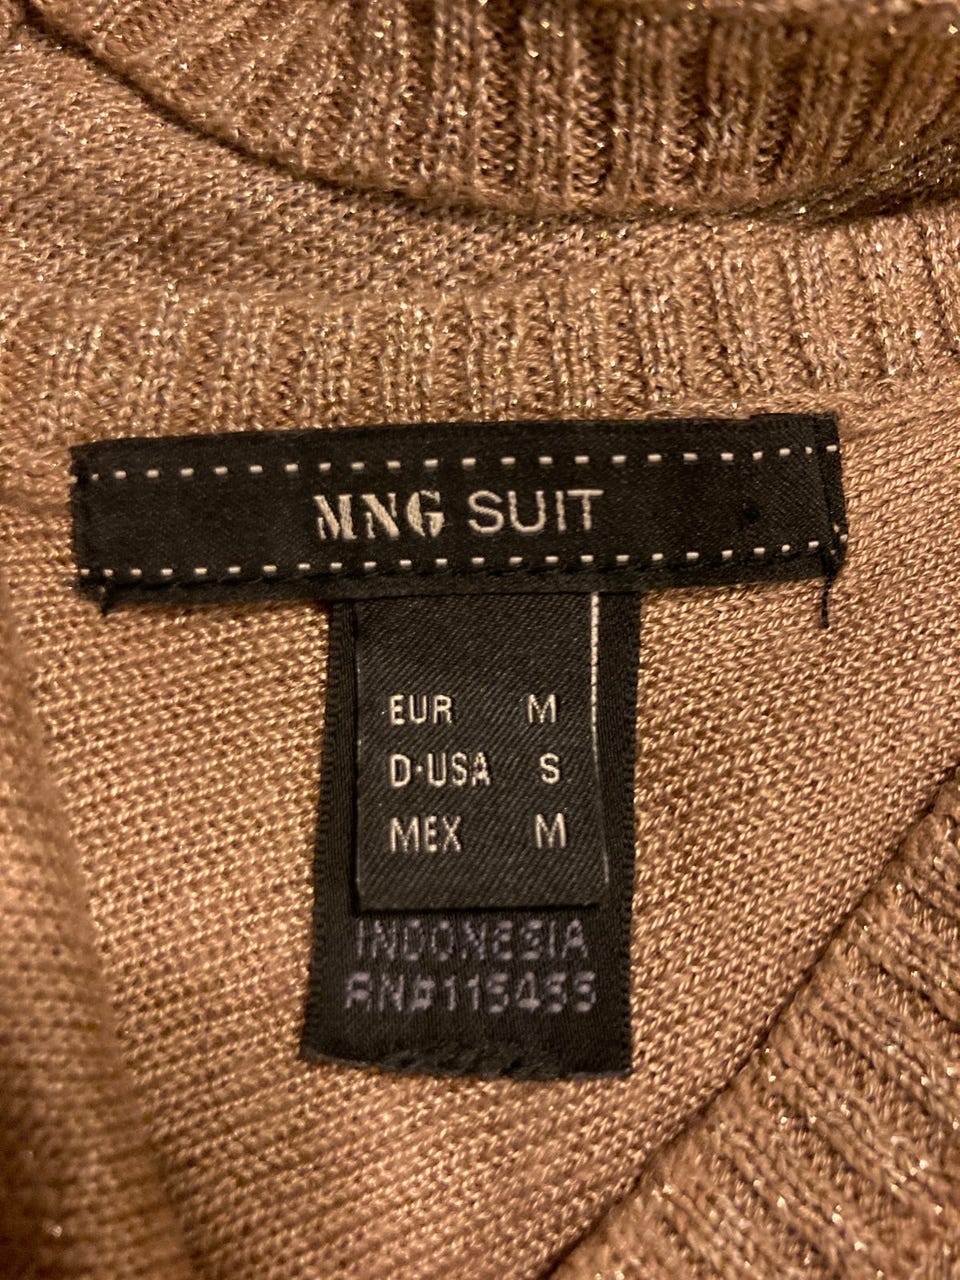 MNG SUIT
EUR M
D·USA S
MEX M
INDONESIA
RN#115455